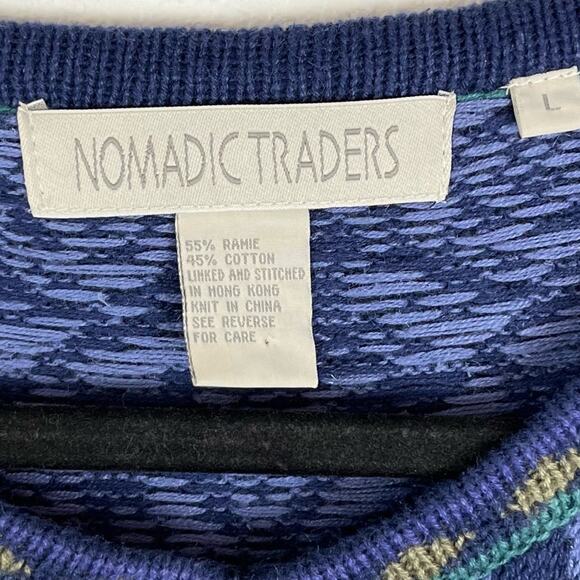 NOMADIC TRADERS
L
55% RAMIE
45% COTTON
LINKED AND STITCHED
IN HONG KONG
KNIT IN CHINA
SEE REVERSE
FOR CARE